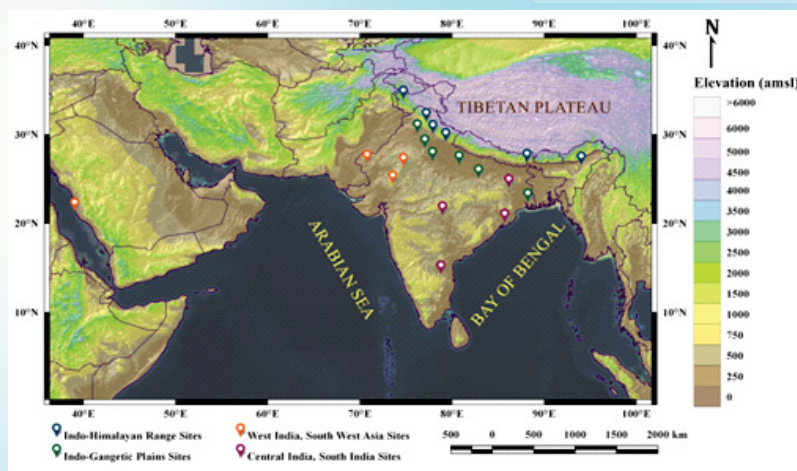 40°E 50°E 60°E 70°E 80°E 90°E 100°E
N
40°N 40°N
Elevation (amsl)
>6000
6000
5000
4500
4000
3500
3000
2500
2000
1500
1000
750
500
250
0
TIBETAN PLATEAU
30°N 30°N
20°N 20°N
ARABIAN SEA
BAY OF BENGAL
10°N 10°N
40°E 50°E 60°E 70°E 80°E 90°E 100°E
Indo-Himalayan Range Sites
West India, South West Asia Sites
Indo-Gangetic Plains Sites
Central India, South India Sites
500 0 500 1000 1500 2000 km